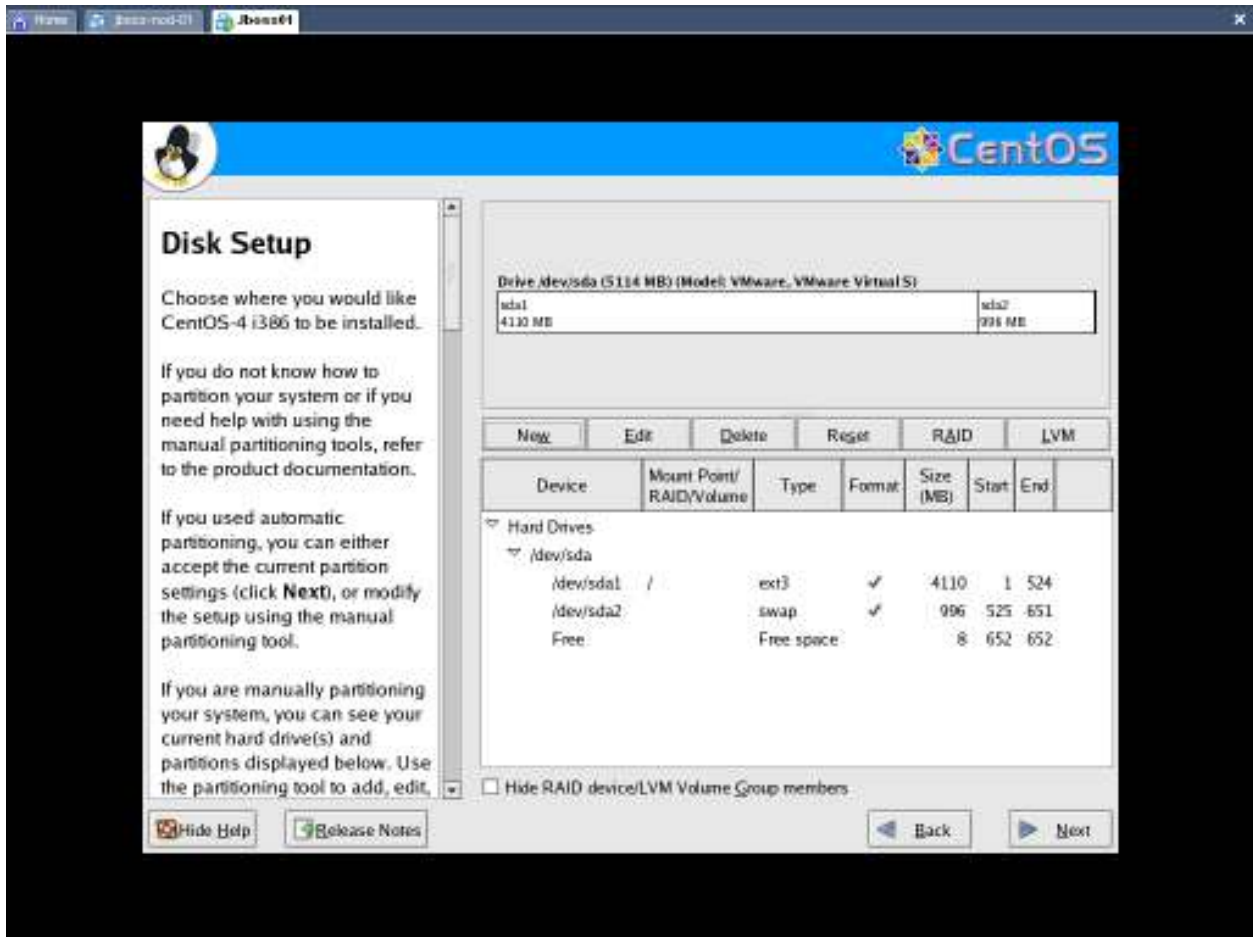 Home jboss-mod-01 Jboss01
CentOS
Disk Setup
Choose where you would like
CentOS-4 i386 to be installed.
If you do not know how to
partition your system or if you
need help with using the
manual partitioning tools, refer
to the product documentation.
If you used automatic
partitioning, you can either
accept the current partition
settings (click Next), or modify
the setup using the manual
partitioning tool.
If you are manually partitioning
your system, you can see your
current hard drive(s) and
partitions displayed below. Use
the partitioning tool to add, edit,
Drive /dev/sda (5114 MB) (Model: VMware, VMware Virtual S)
sda1 sda2
4110 MB 996 MB
New Edit Delete Reset RAID LVM
Device Mount Point/ RAID/Volume Type Format Size (MB) Start End
Hard Drives
/dev/sda
/dev/sda1 / ext3 ✓ 4110 1 524
/dev/sda2 swap ✓ 996 525 651
Free Free space 8 652 652
Hide RAID device/LVM Volume Group members
Hide Help Release Notes Back Next